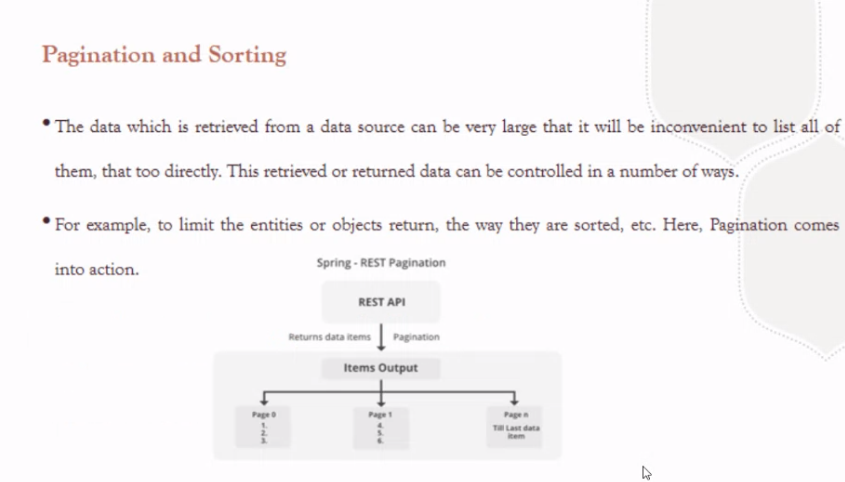 Pagination and Sorting
• The data which is retrieved from a data source can be very large that it will be inconvenient to list all of
them, that too directly. This retrieved or returned data can be controlled in a number of ways.
• For example, to limit the entities or objects return, the way they are sorted, etc. Here, Pagination comes
into action.
Spring - REST Pagination
REST API
Returns data items
Pagination
Items Output
Page 0
1.
2.
3.
Page 1
4.
5.
6.
Page n
Till Last data
item